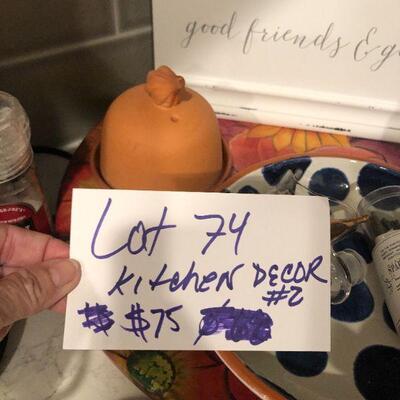 good friends & g
Lot 74
Kitchen Decor
#2
$75